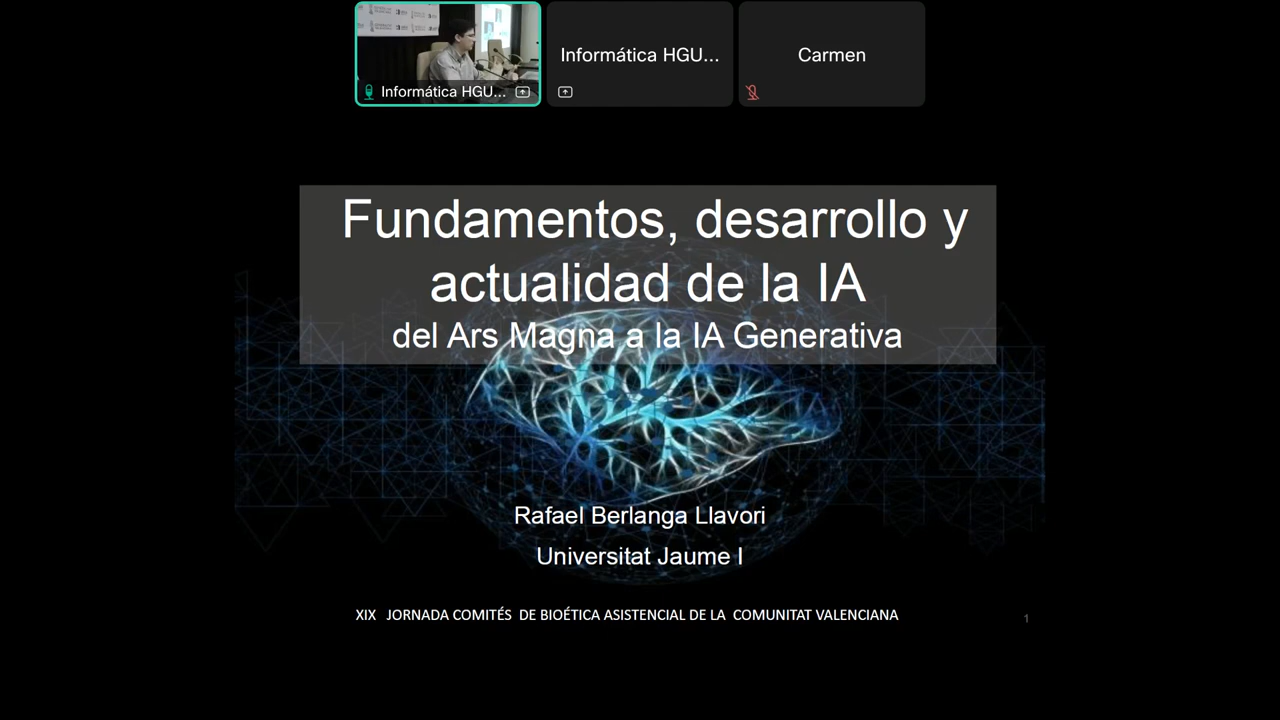 Informática HGU...
Informática HGU...
Carmen
Fundamentos, desarrollo y
actualidad de la IA
del Ars Magna a la IA Generativa
Rafael Berlanga Llavori
Universitat Jaume I
XIX JORNADA COMITÉS DE BIOÉTICA ASISTENCIAL DE LA COMUNITAT VALENCIANA
1